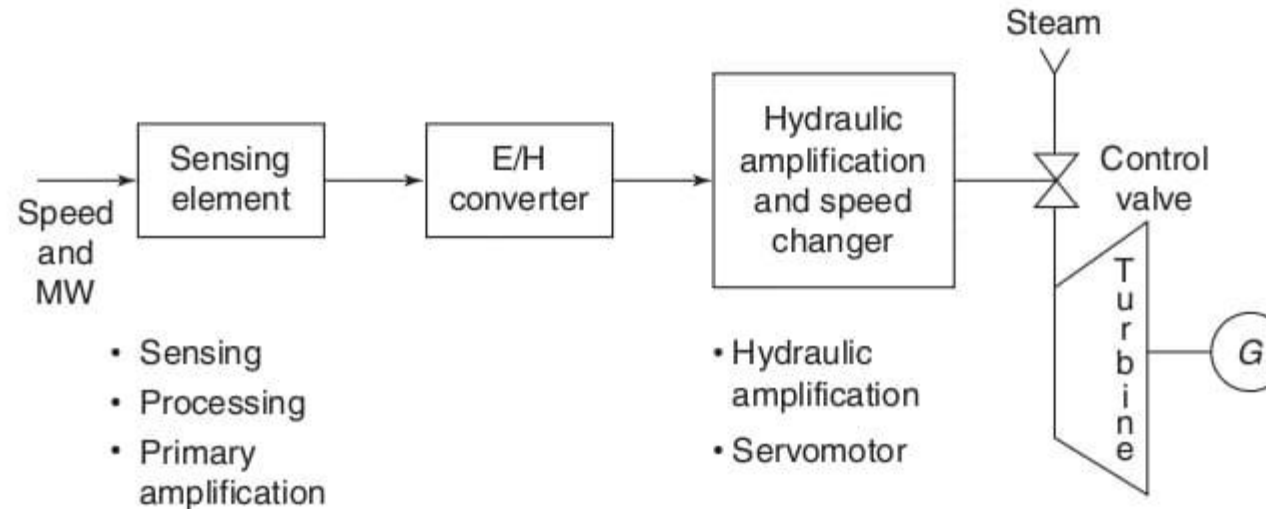 Steam
Speed
and
MW
Sensing
element
E/H
converter
Hydraulic
amplification
and speed
changer
Control
valve
Turbine
G
• Sensing
• Processing
• Primary
amplification
• Hydraulic
amplification
• Servomotor